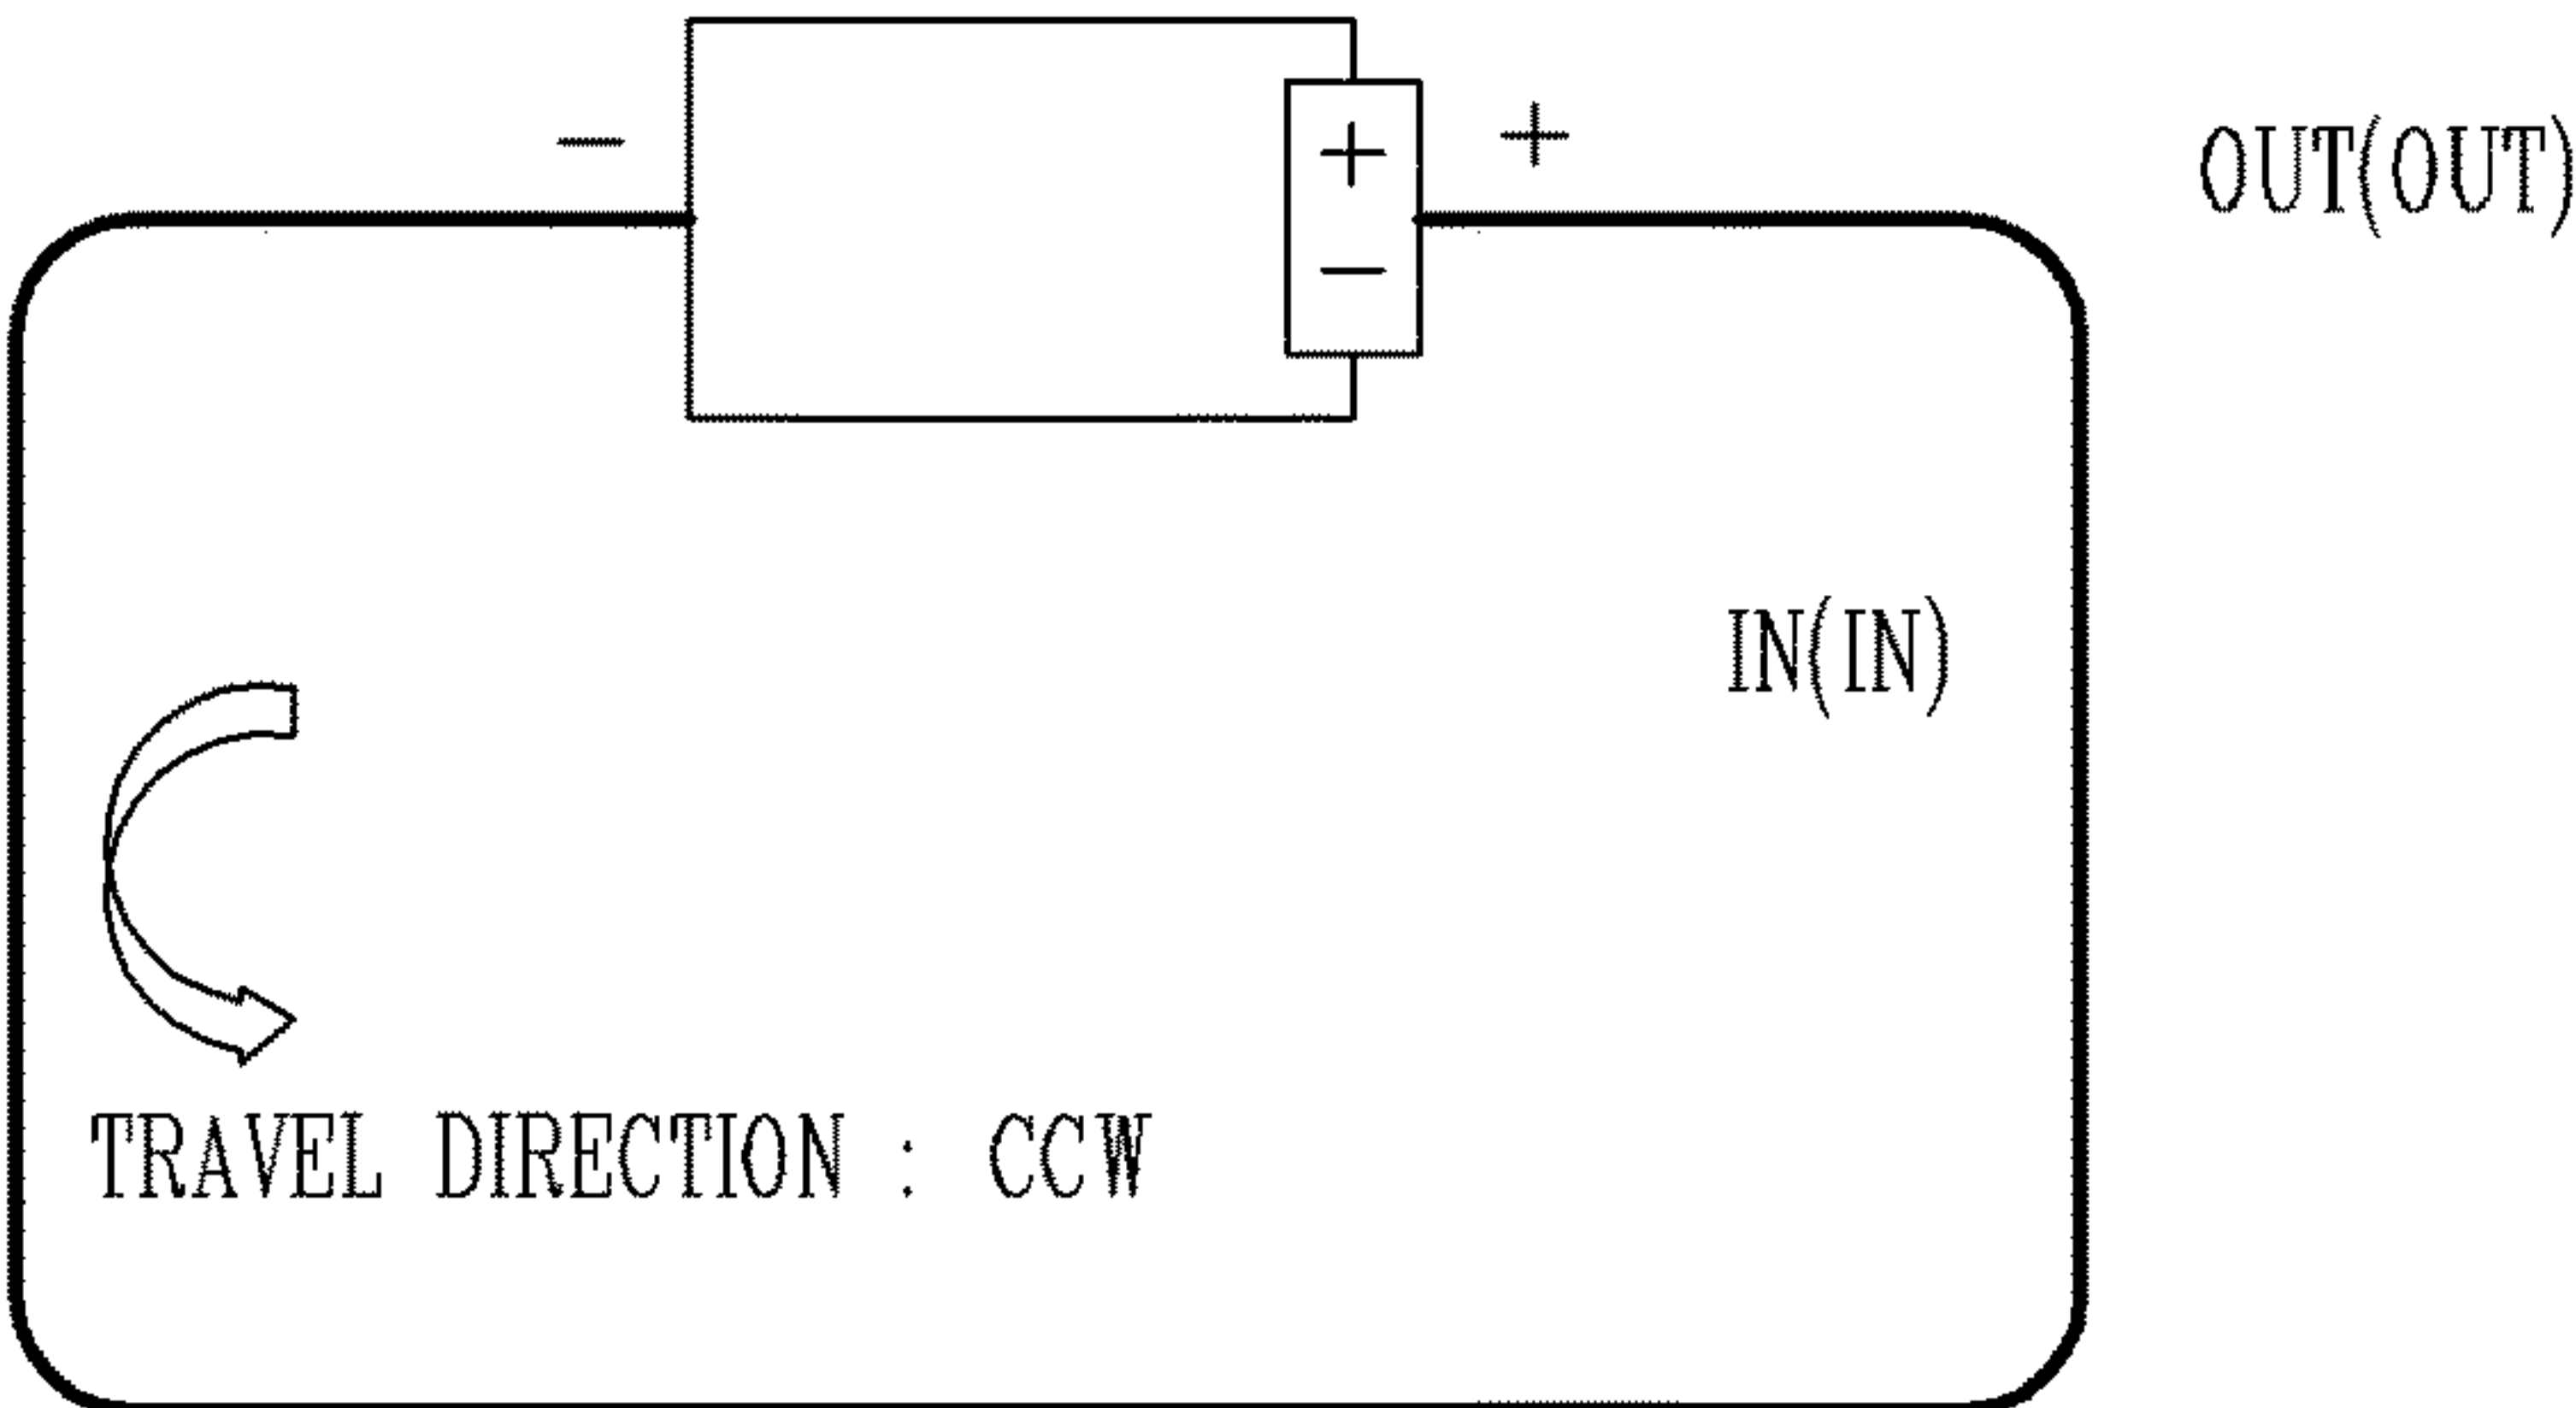 −
+
+
−
OUT(OUT)
IN(IN)
TRAVEL DIRECTION : CCW